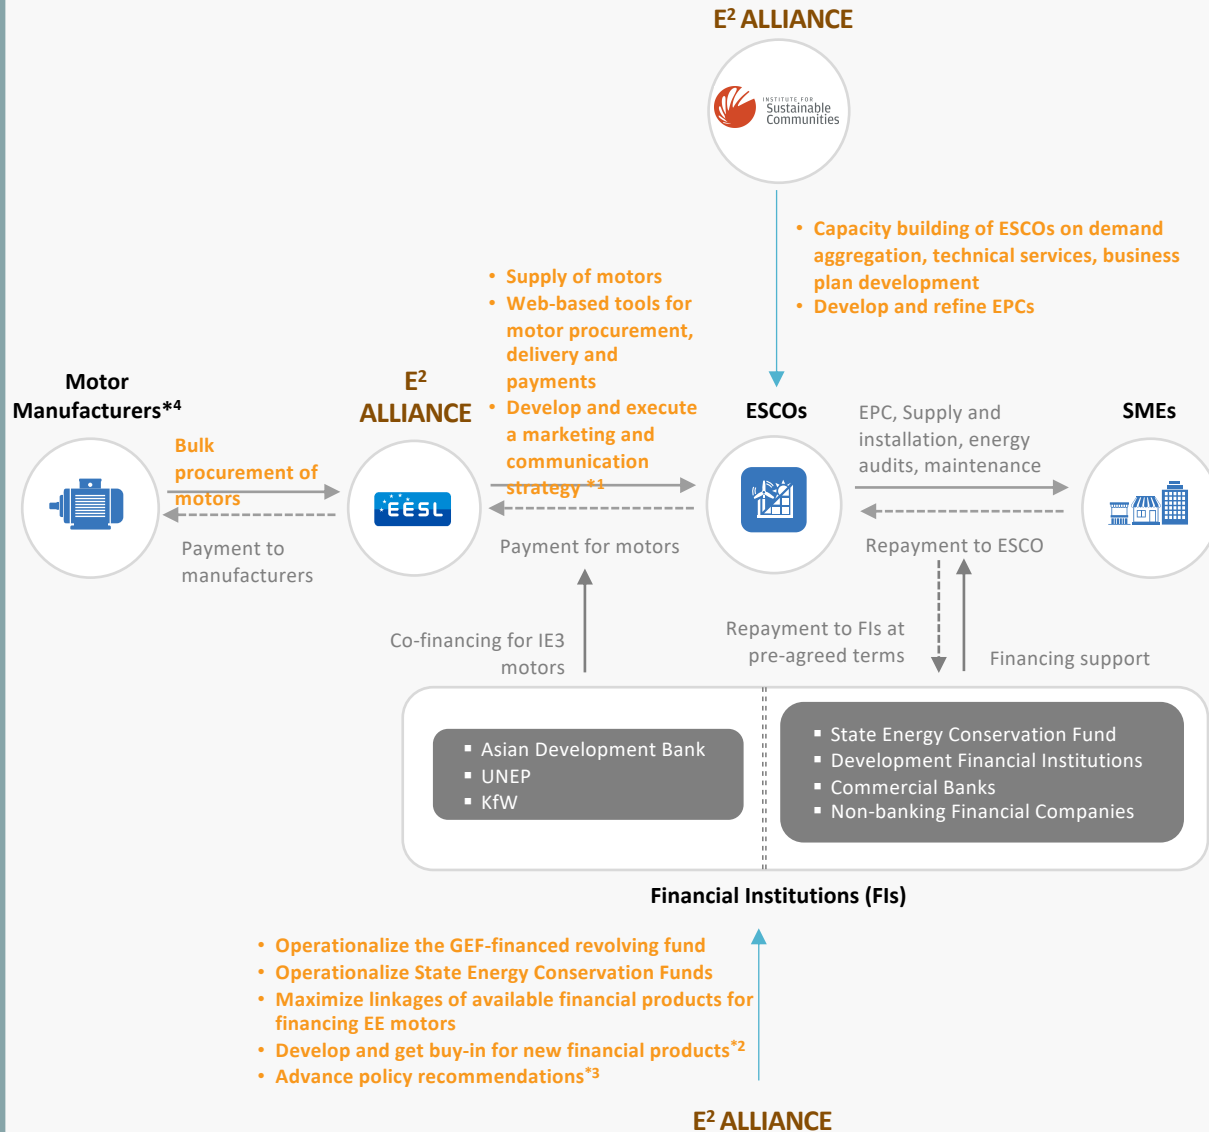 E² ALLIANCE
INSTITUTE FOR
Sustainable
Communities
• Capacity building of ESCOs on demand
aggregation, technical services, business
plan development
• Develop and refine EPCs
• Supply of motors
• Web-based tools for
motor procurement,
delivery and
payments
• Develop and execute
a marketing and
communication
strategy *1
Motor
Manufacturers*4
Bulk
procurement of
motors
Payment to
manufacturers
E²
ALLIANCE
EESL
Payment for motors
ESCOs
EPC, Supply and
installation, energy
audits, maintenance
Repayment to ESCO
SMEs
Co-financing for IE3
motors
Repayment to FIs at
pre-agreed terms
Financing support
▪ Asian Development Bank
▪ UNEP
▪ KfW
▪ State Energy Conservation Fund
▪ Development Financial Institutions
▪ Commercial Banks
▪ Non-banking Financial Companies
Financial Institutions (FIs)
• Operationalize the GEF-financed revolving fund
• Operationalize State Energy Conservation Funds
• Maximize linkages of available financial products for
financing EE motors
• Develop and get buy-in for new financial products*2
• Advance policy recommendations*3
E² ALLIANCE